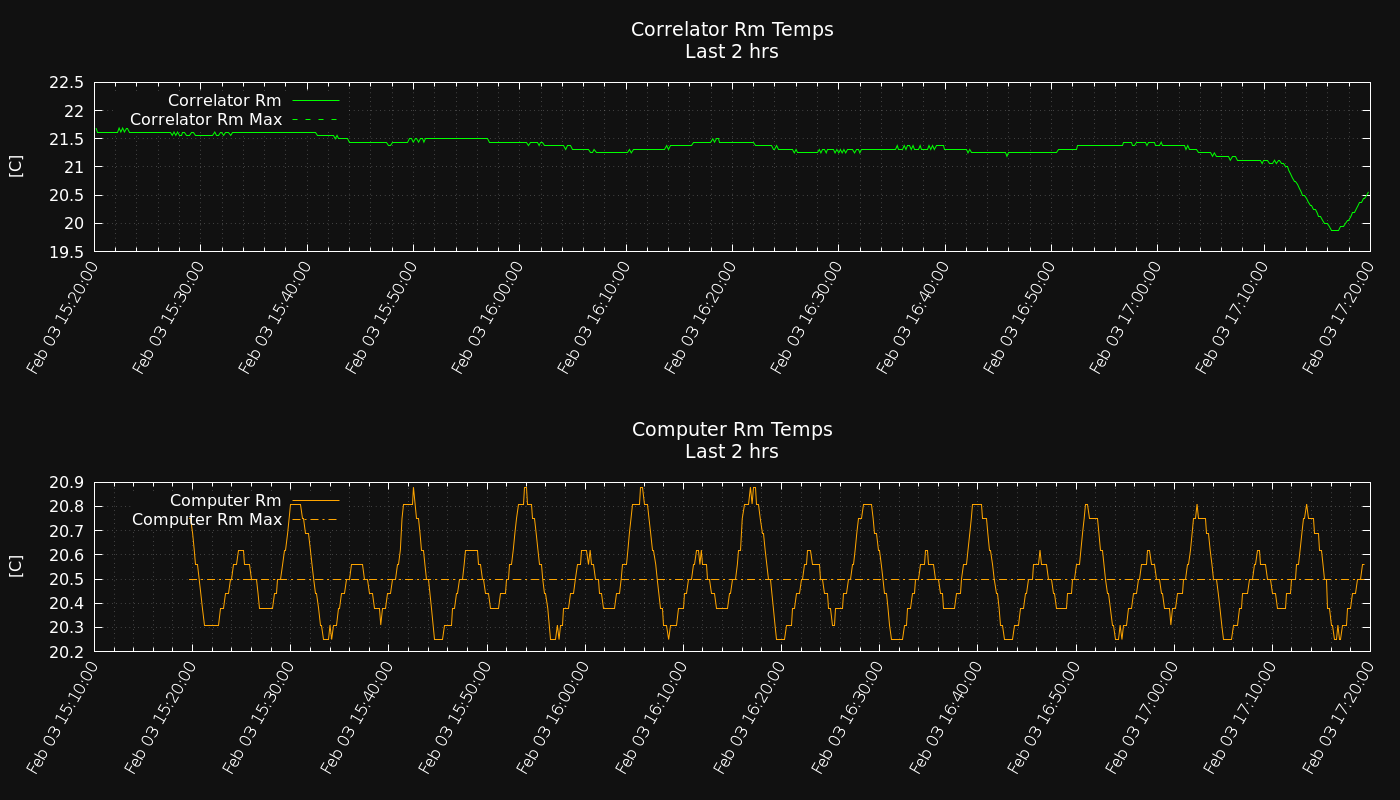 Correlator Rm Temps
Last 2 hrs
22.5
22
21.5
21
20.5
20
19.5
[C]
Correlator Rm
Correlator Rm Max
Feb 03 15:20:00
Feb 03 15:30:00
Feb 03 15:40:00
Feb 03 15:50:00
Feb 03 16:00:00
Feb 03 16:10:00
Feb 03 16:20:00
Feb 03 16:30:00
Feb 03 16:40:00
Feb 03 16:50:00
Feb 03 17:00:00
Feb 03 17:10:00
Feb 03 17:20:00
Computer Rm Temps
Last 2 hrs
20.9
20.8
20.7
20.6
20.5
20.4
20.3
20.2
[C]
Computer Rm
Computer Rm Max
Feb 03 15:10:00
Feb 03 15:20:00
Feb 03 15:30:00
Feb 03 15:40:00
Feb 03 15:50:00
Feb 03 16:00:00
Feb 03 16:10:00
Feb 03 16:20:00
Feb 03 16:30:00
Feb 03 16:40:00
Feb 03 16:50:00
Feb 03 17:00:00
Feb 03 17:10:00
Feb 03 17:20:00